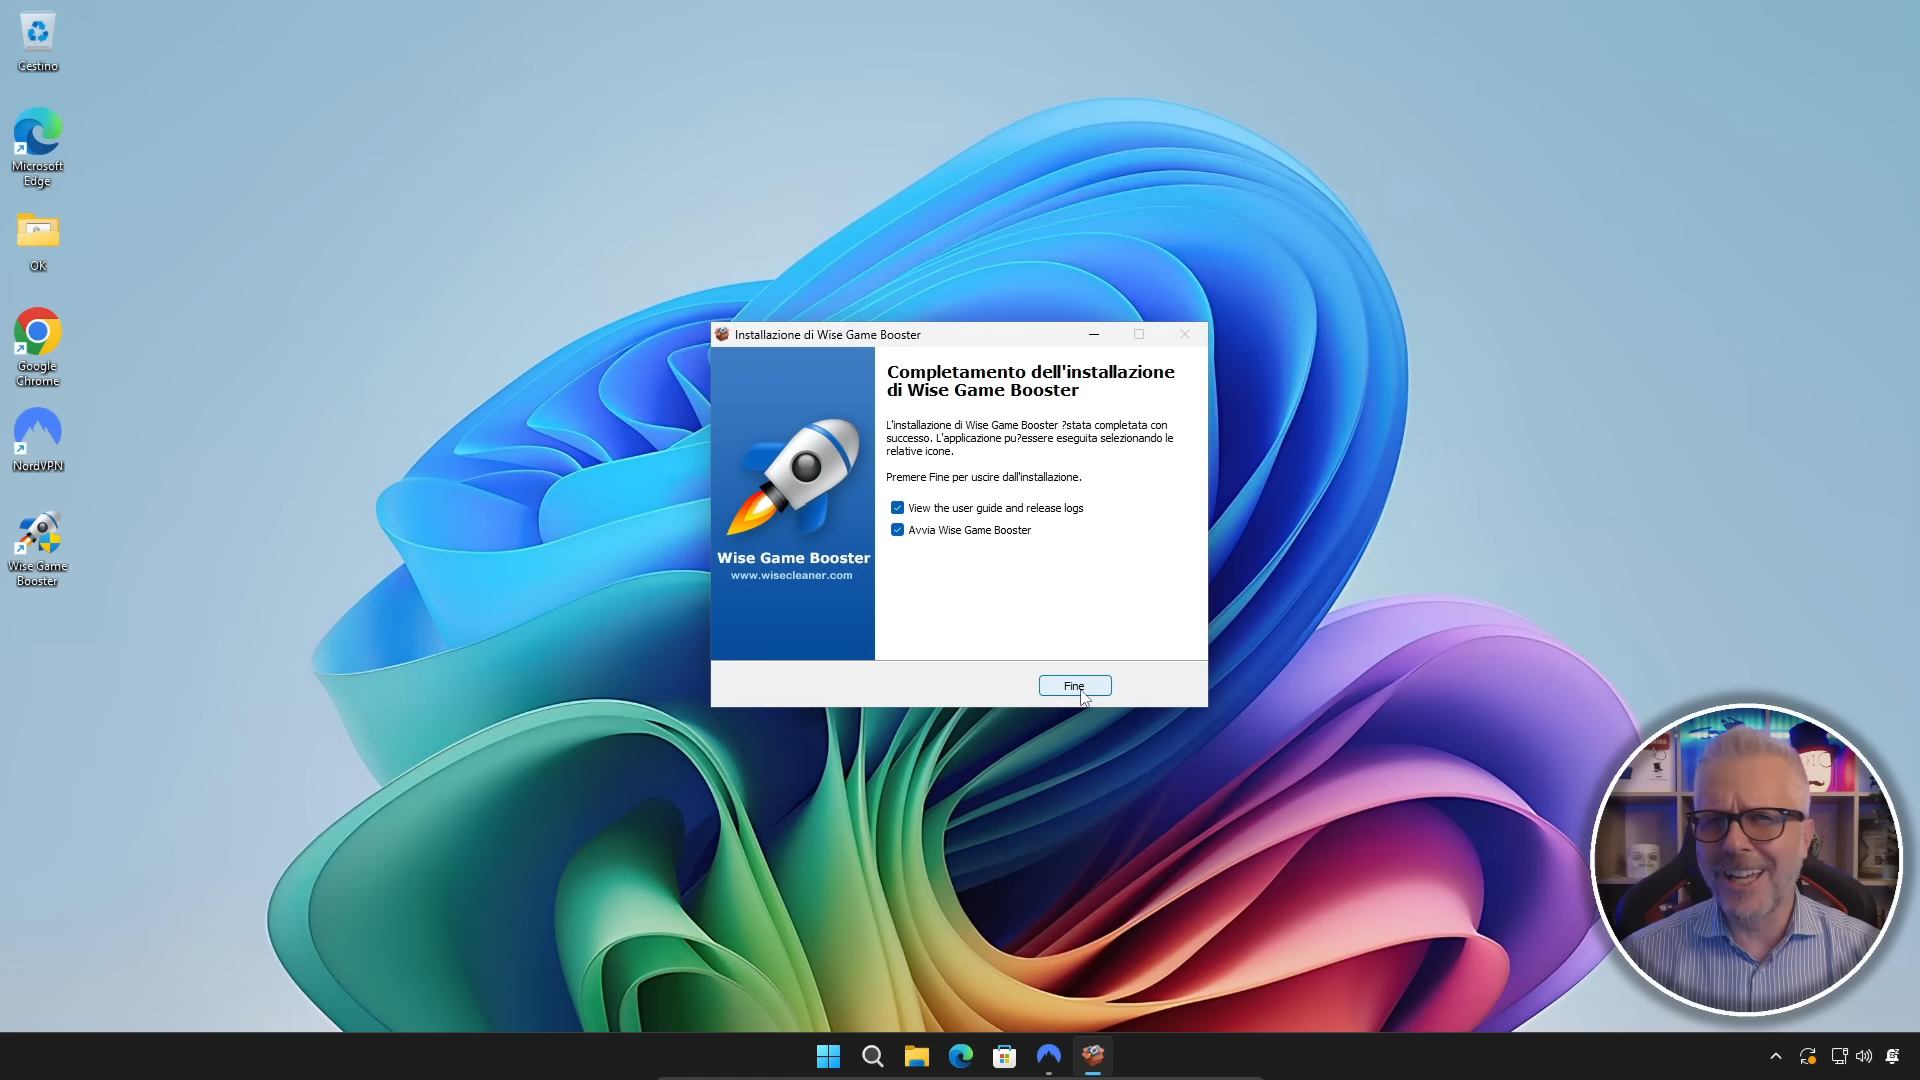 Cestino
Microsoft
Edge
OK
Google
Chrome
NordVPN
Wise Game
Booster
Installazione di Wise Game Booster
Completamento dell'installazione
di Wise Game Booster
L'installazione di Wise Game Booster ?stata completata con
successo. L'applicazione pu?essere eseguita selezionando le
relative icone.
Premere Fine per uscire dall'installazione.
View the user guide and release logs
Avvia Wise Game Booster
Wise Game Booster
www.wisecleaner.com
Fine